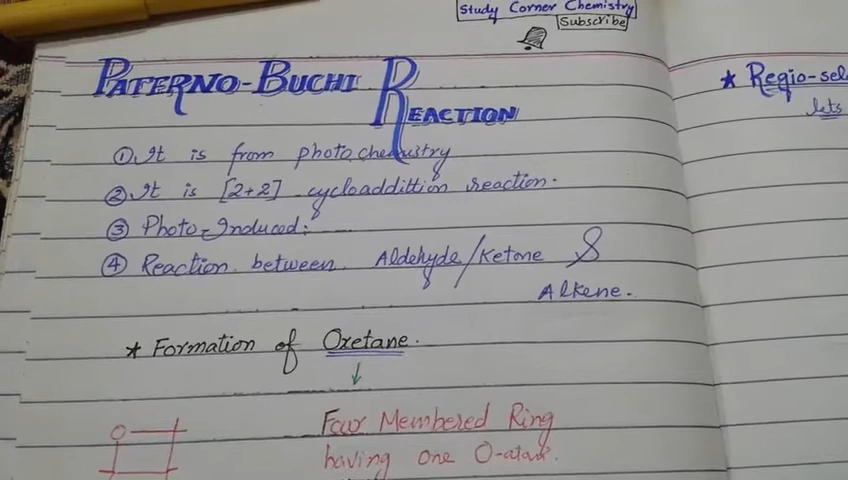 Study Corner Chemistry
Subscribe
PATERNO-BUCHI REACTION
① It is from photochemistry
② It is [2+2] cycloaddittion reaction.
③ Photo-Induced:
④ Reaction between Aldehyde/Ketone &
Alkene.
* Formation of Oxetane.
↓
Four Membered Ring
having one O-atom.
O
* Regio-sel
lets